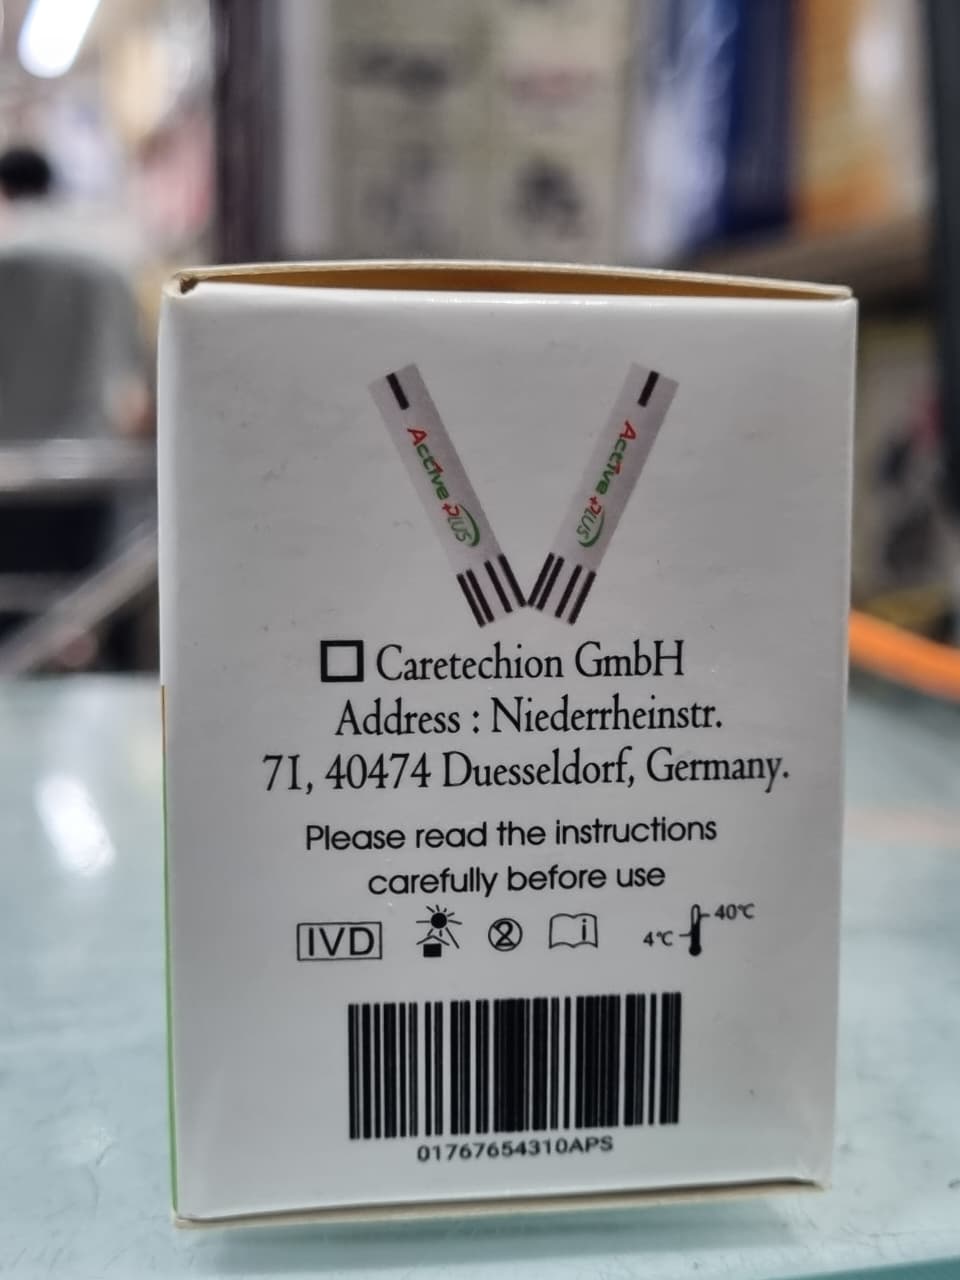 Active PLUS
Active PLUS
Caretechion GmbH
Address : Niederrheinstr.
71, 40474 Duesseldorf, Germany.
Please read the instructions
carefully before use
IVD
2
i
4°C
40°C
01767654310APS